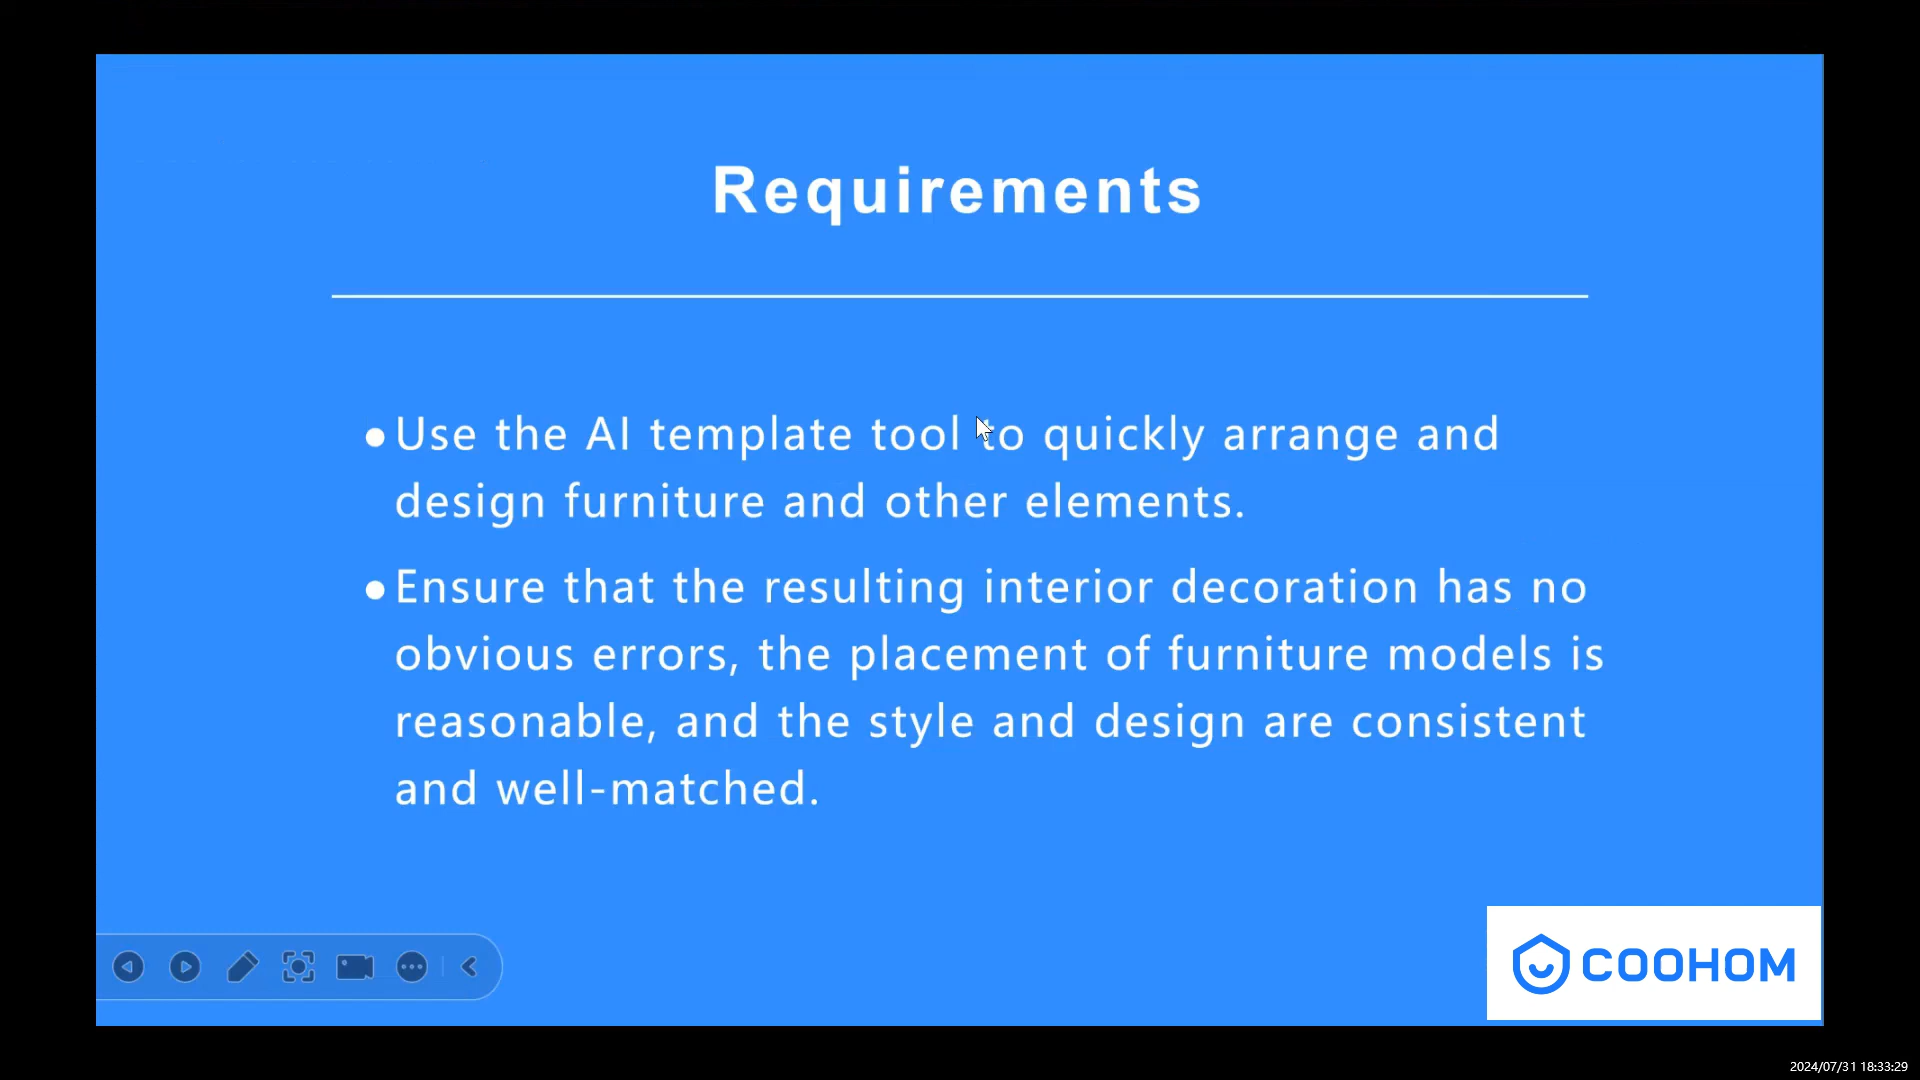 Requirements
●Use the AI template tool to quickly arrange and
design furniture and other elements.
●Ensure that the resulting interior decoration has no
obvious errors, the placement of furniture models is
reasonable, and the style and design are consistent
and well-matched.
COOHOM
2024/07/31 18:33:29